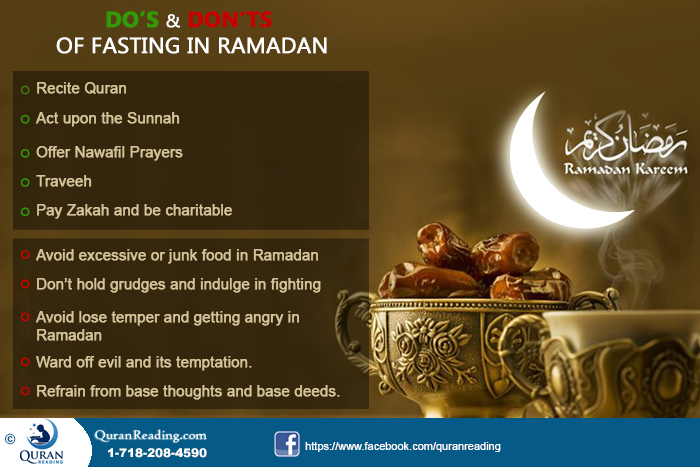 DO'S & DON'TS
OF FASTING IN RAMADAN
Recite Quran
Act upon the Sunnah
Offer Nawafil Prayers
Traveeh
Pay Zakah and be charitable
Avoid excessive or junk food in Ramadan
Don't hold grudges and indulge in fighting
Avoid lose temper and getting angry in
Ramadan
Ward off evil and its temptation.
Refrain from base thoughts and base deeds.
رمضان كريم
Ramadan Kareem
©
QURAN
READING
QuranReading.com
1-718-208-4590
f
https://www.facebook.com/quranreading